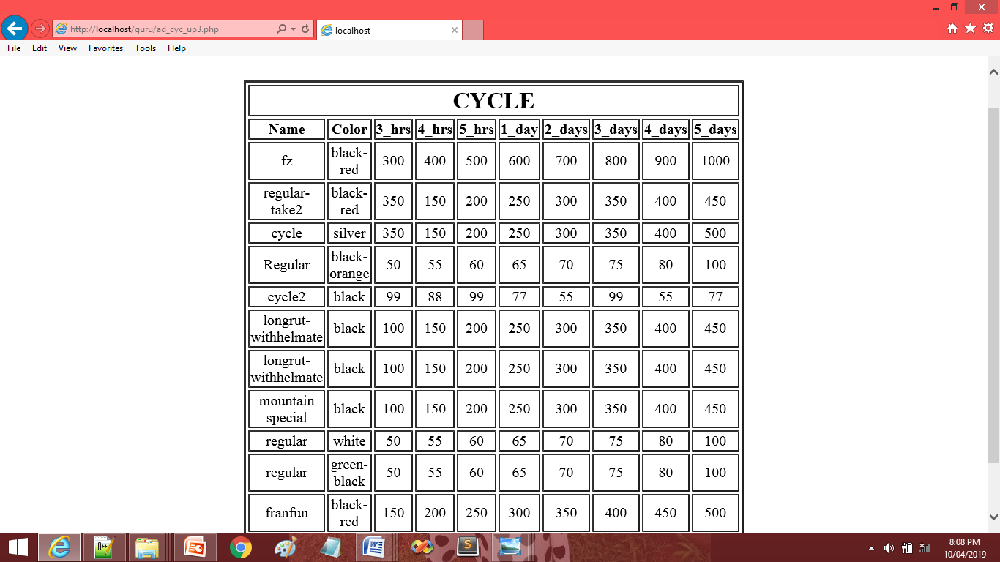 http://localhost/guru/ad_cyc_up3.php
localhost
File Edit View Favorites Tools Help
CYCLE
Name Color 3_hrs 4_hrs 5_hrs 1_day 2_days 3_days 4_days 5_days
fz black-red 300 400 500 600 700 800 900 1000
regular-take2 black-red 350 150 200 250 300 350 400 450
cycle silver 350 150 200 250 300 350 400 500
Regular black-orange 50 55 60 65 70 75 80 100
cycle2 black 99 88 99 77 55 99 55 77
longrut-withhelmate black 100 150 200 250 300 350 400 450
longrut-withhelmate black 100 150 200 250 300 350 400 450
mountain special black 100 150 200 250 300 350 400 450
regular white 50 55 60 65 70 75 80 100
regular green-black 50 55 60 65 70 75 80 100
franfun black-red 150 200 250 300 350 400 450 500
8:08 PM
10/04/2019